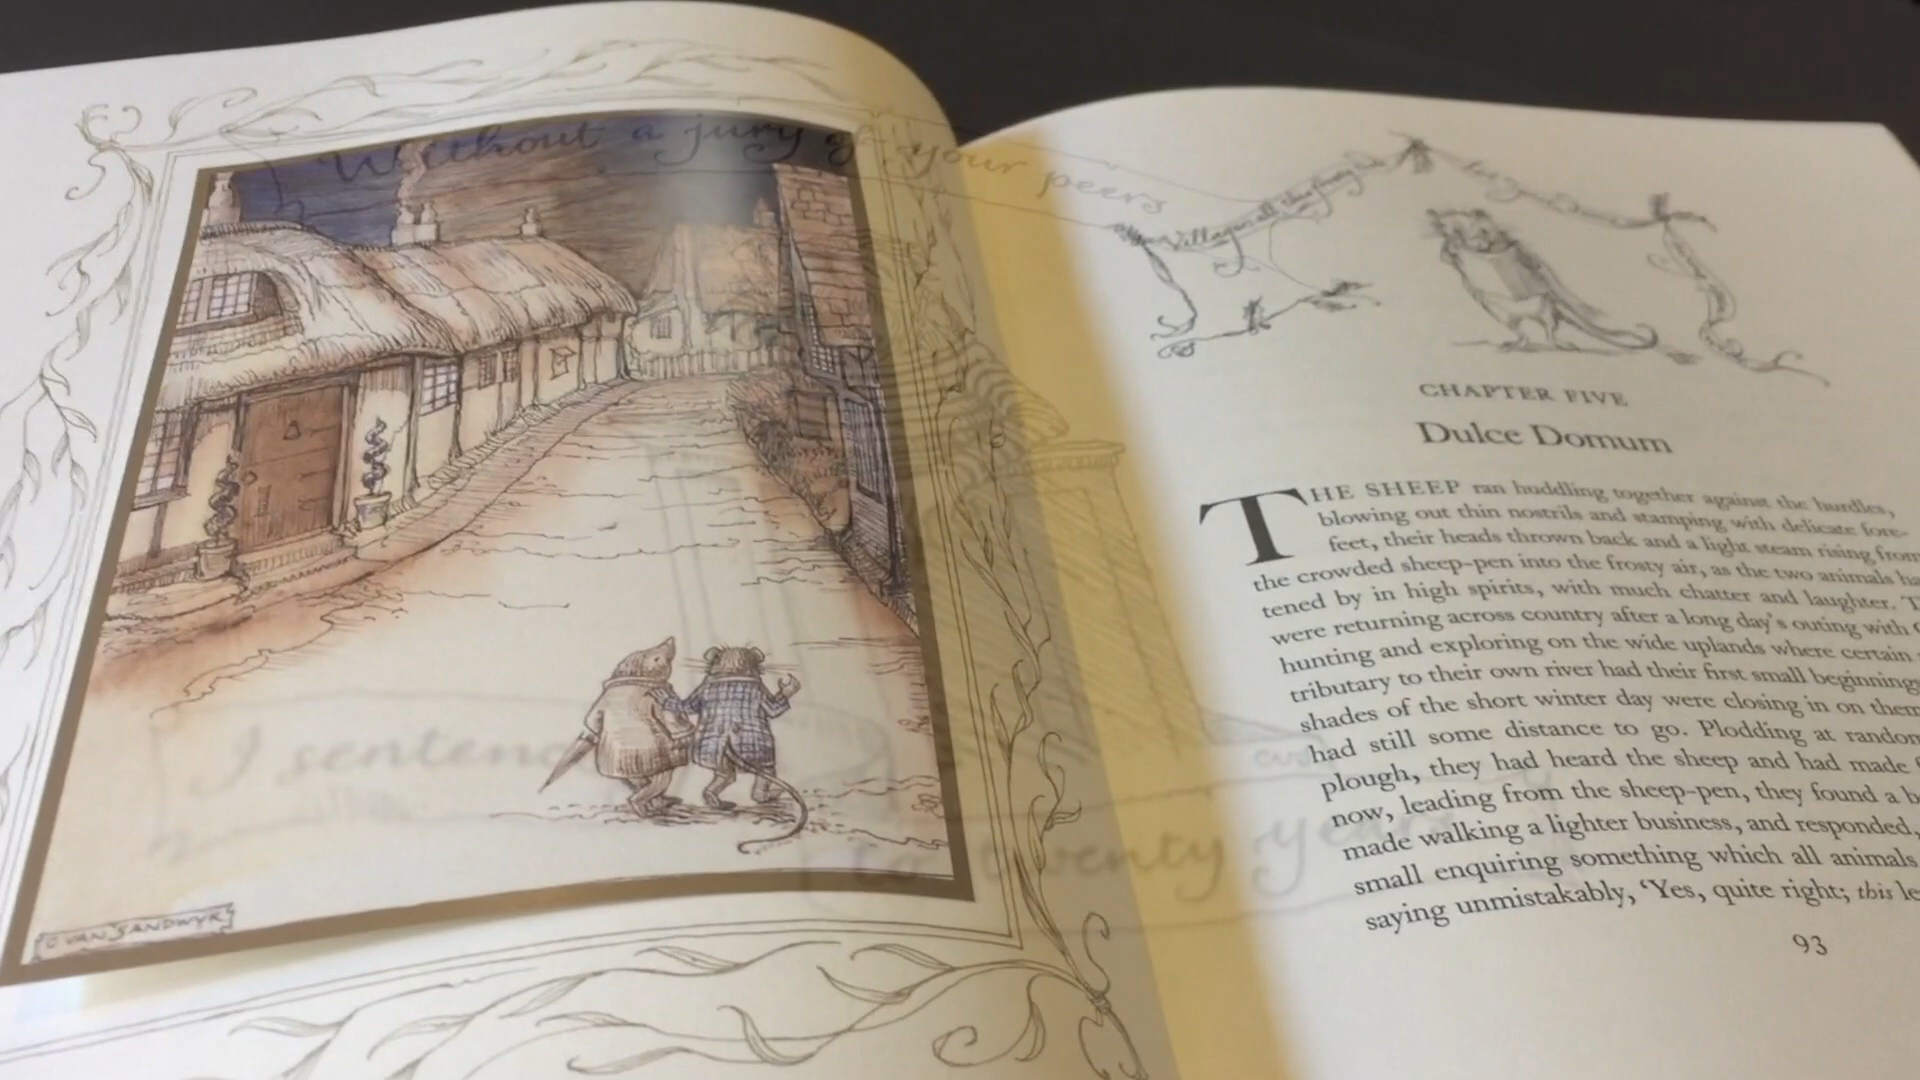 Without a jury of your peers
I sentence
to twenty years
C VAN SANDWYK
Villagers all, this frosty
CHAPTER FIVE
Dulce Domum
THE SHEEP ran huddling together against the hurdles,
blowing out thin nostrils and stamping with delicate fore-
feet, their heads thrown back and a light steam rising from
the crowded sheep-pen into the frosty air, as the two animals ha
tened by in high spirits, with much chatter and laughter. T
were returning across country after a long day's outing with O
hunting and exploring on the wide uplands where certain
tributary to their own river had their first small beginnings
shades of the short winter day were closing in on them
had still some distance to go. Plodding at random
plough, they had heard the sheep and had made f
now, leading from the sheep-pen, they found a b
made walking a lighter business, and responded,
small enquiring something which all animals
saying unmistakably, 'Yes, quite right; this le
93